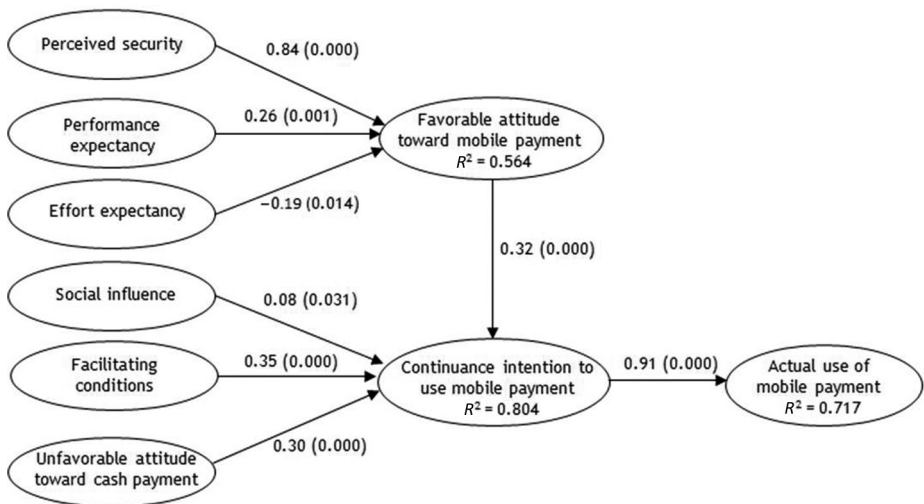 Perceived security
0.84 (0.000)
Performance
expectancy
0.26 (0.001)
Favorable attitude
toward mobile payment
R² = 0.564
Effort expectancy
−0.19 (0.014)
0.32 (0.000)
Social influence
0.08 (0.031)
Facilitating
conditions
0.35 (0.000)
Continuance intention to
use mobile payment
R² = 0.804
0.91 (0.000)
Actual use of
mobile payment
R² = 0.717
Unfavorable attitude
toward cash payment
0.30 (0.000)